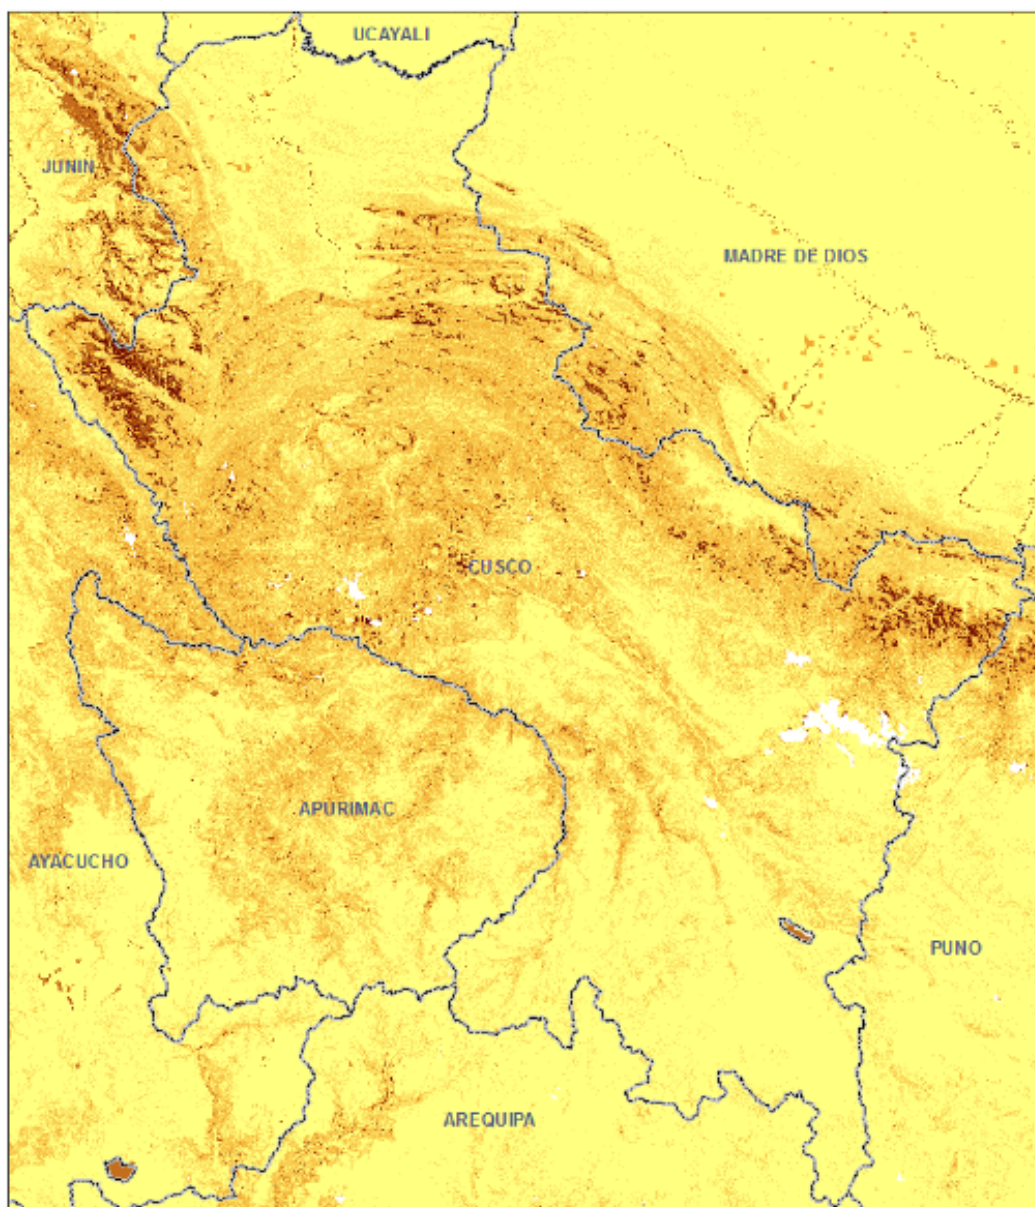 UCAYALI
JUNIN
MADRE DE DIOS
CUSCO
APURIMAC
AYACUCHO
PUNO
AREQUIPA